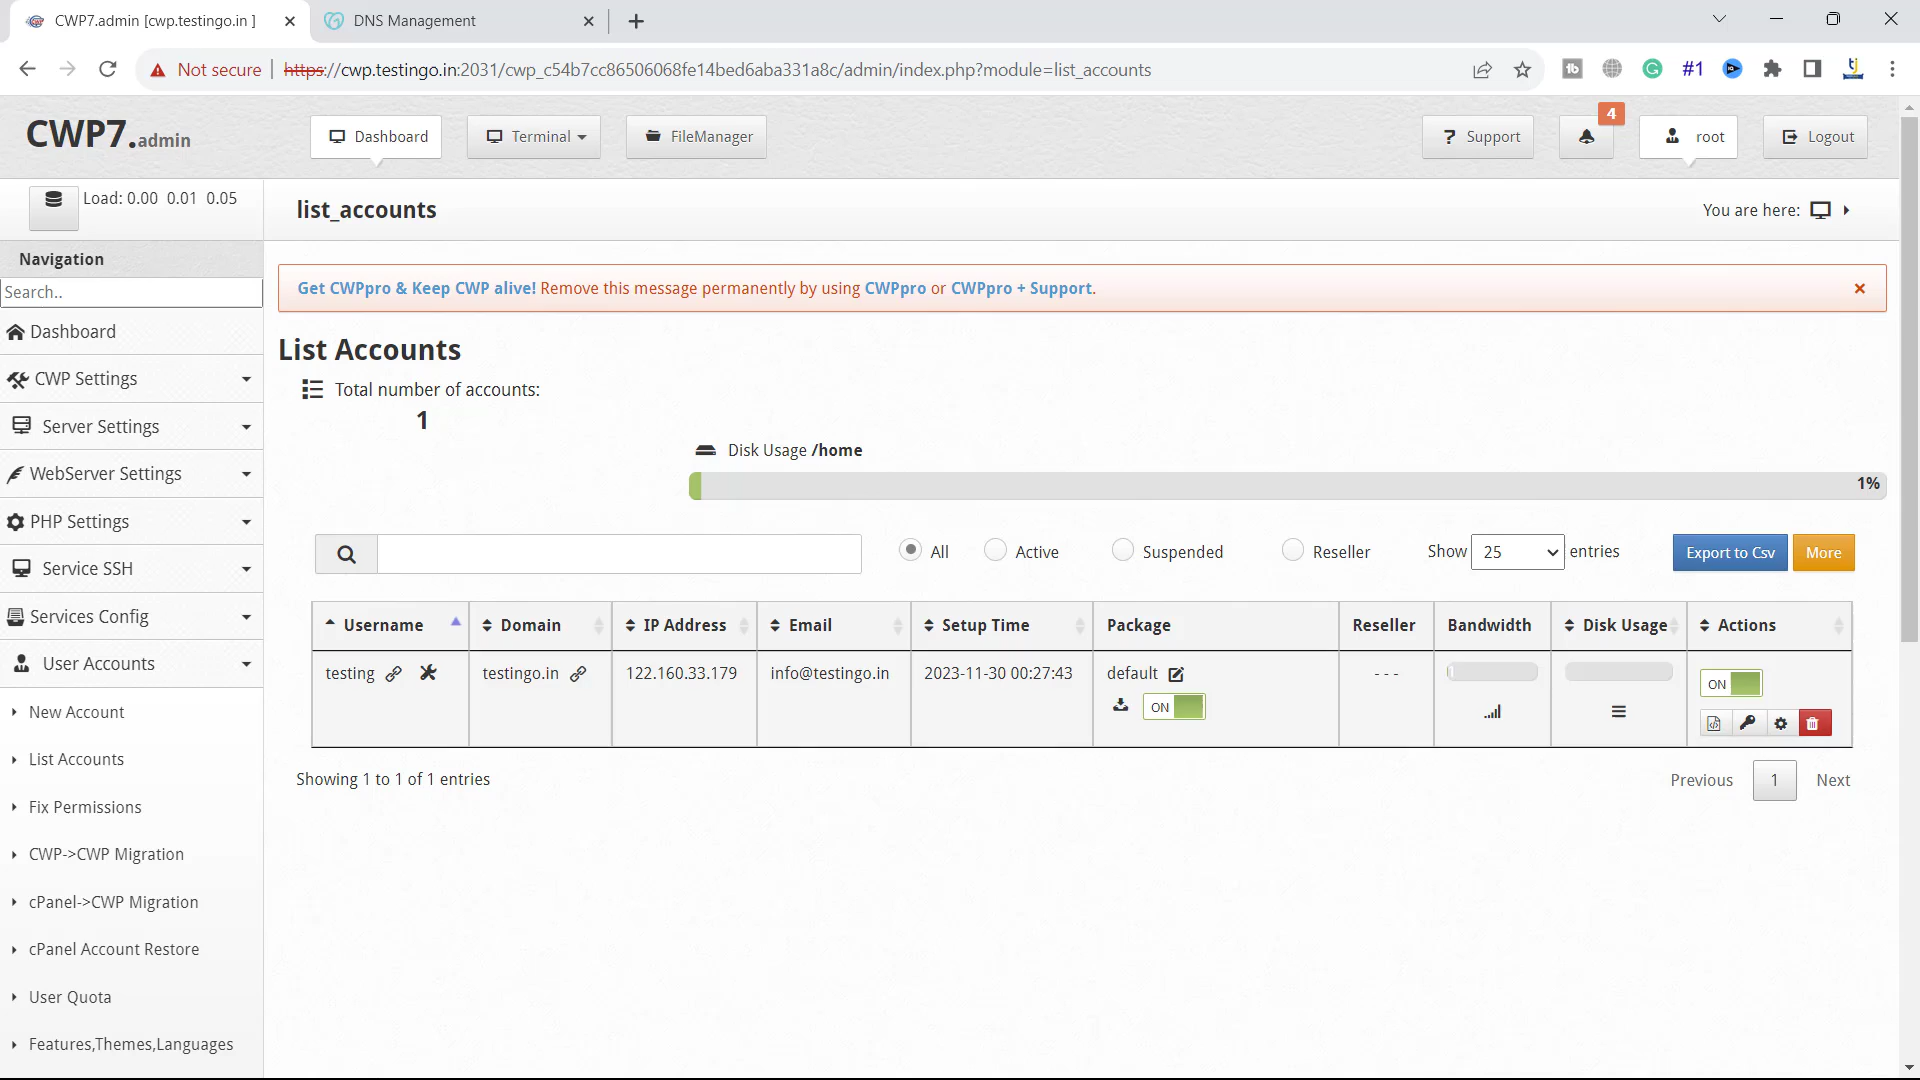 CWP7.admin [cwp.testingo.in ]
DNS Management
Not secure
https://cwp.testingo.in:2031/cwp_c54b7cc86506068fe14bed6aba331a8c/admin/index.php?module=list_accounts
#1
CWP7.admin
Dashboard
Terminal
FileManager
? Support
4
root
Logout
Load: 0.00 0.01 0.05
list_accounts
You are here:
Navigation
Search..
Get CWPpro & Keep CWP alive! Remove this message permanently by using CWPpro or CWPpro + Support.
Dashboard
CWP Settings
Server Settings
WebServer Settings
PHP Settings
Service SSH
Services Config
User Accounts
New Account
List Accounts
Fix Permissions
CWP->CWP Migration
cPanel->CWP Migration
cPanel Account Restore
User Quota
Features,Themes,Languages
List Accounts
Total number of accounts:
1
Disk Usage /home
1%
All
Active
Suspended
Reseller
Show 25 entries
Export to Csv
More
Username Domain IP Address Email Setup Time Package Reseller Bandwidth Disk Usage Actions
testing testingo.in 122.160.33.179 info@testingo.in 2023-11-30 00:27:43 default - - -
ON
ON
Showing 1 to 1 of 1 entries
Previous 1 Next